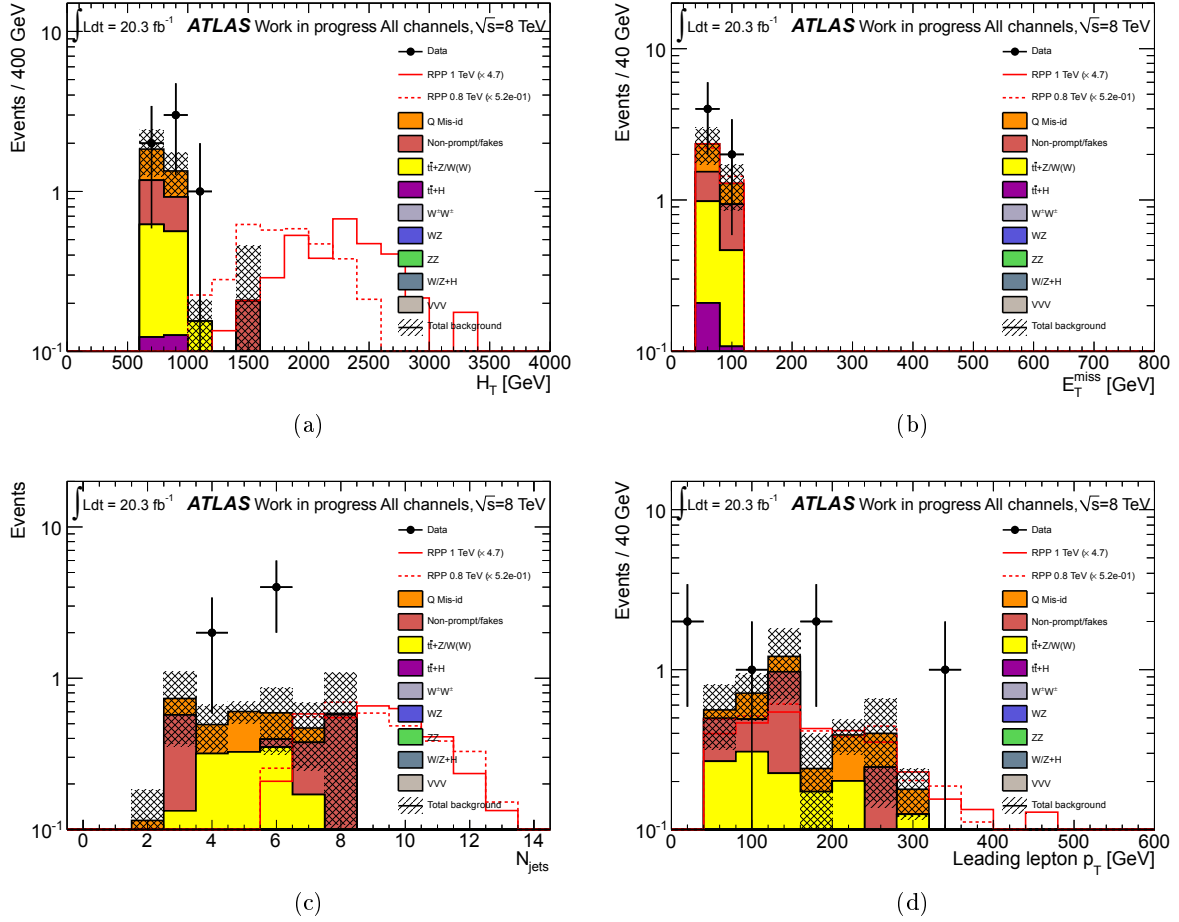 ∫ Ldt = 20.3 fb-1 ATLAS Work in progress All channels, √s=8 TeV
Events / 400 GeV
Data
RPP 1 TeV (× 4.7)
RPP 0.8 TeV (× 5.2e-01)
Q Mis-id
Non-prompt/fakes
tt̄+Z/W(W)
tt̄+H
W±W±
WZ
ZZ
W/Z+H
VVV
Total background
10
1
10-1
0 500 1000 1500 2000 2500 3000 3500 4000
HT [GeV]
(a)
∫ Ldt = 20.3 fb-1 ATLAS Work in progress All channels, √s=8 TeV
Events / 40 GeV
Data
RPP 1 TeV (× 4.7)
RPP 0.8 TeV (× 5.2e-01)
Q Mis-id
Non-prompt/fakes
tt̄+Z/W(W)
tt̄+H
W±W±
WZ
ZZ
W/Z+H
VVV
Total background
10
1
10-1
0 100 200 300 400 500 600 700 800
ETmiss [GeV]
(b)
∫ Ldt = 20.3 fb-1 ATLAS Work in progress All channels, √s=8 TeV
Events
Data
RPP 1 TeV (× 4.7)
RPP 0.8 TeV (× 5.2e-01)
Q Mis-id
Non-prompt/fakes
tt̄+Z/W(W)
tt̄+H
W±W±
WZ
ZZ
W/Z+H
VVV
Total background
10
1
10-1
0 2 4 6 8 10 12 14
Njets
(c)
∫ Ldt = 20.3 fb-1 ATLAS Work in progress All channels, √s=8 TeV
Events / 40 GeV
Data
RPP 1 TeV (× 4.7)
RPP 0.8 TeV (× 5.2e-01)
Q Mis-id
Non-prompt/fakes
tt̄+Z/W(W)
tt̄+H
W±W±
WZ
ZZ
W/Z+H
VVV
Total background
10
1
10-1
0 100 200 300 400 500 600
Leading lepton pT [GeV]
(d)